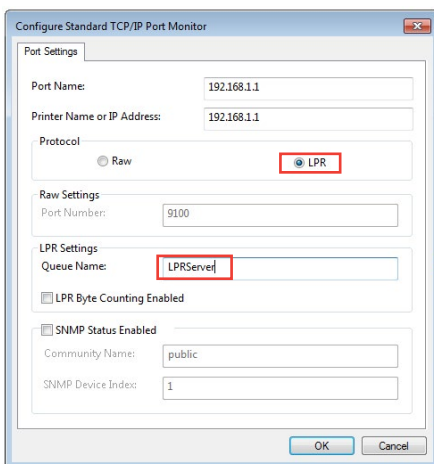 Configure Standard TCP/IP Port Monitor
Port Settings
Port Name: 192.168.1.1
Printer Name or IP Address: 192.168.1.1
Protocol
Raw LPR
Raw Settings
Port Number: 9100
LPR Settings
Queue Name: LPRServer
LPR Byte Counting Enabled
SNMP Status Enabled
Community Name: public
SNMP Device Index: 1
OK Cancel